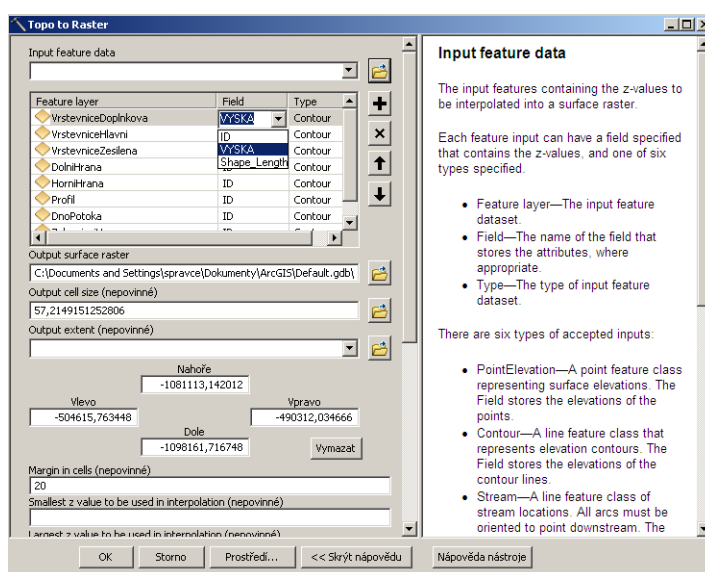 Topo to Raster
Input feature data
Feature layer Field Type
VrstevniceDoplnkova VYSKA Contour
VrstevniceHlavni ID Contour
VrstevniceZesilena VYSKA Contour
DolniHrana Shape_Length Contour
HorniHrana ID Contour
Profil ID Contour
DnoPotoka ID Contour
Output surface raster
C:\Documents and Settings\spravce\Dokumenty\ArcGIS\Default.gdb\
Output cell size (nepovinné)
57,2149151252806
Output extent (nepovinné)
Nahoře
-1081113,142012
Vlevo Vpravo
-504615,763448 -490312,034666
Dole
-1098161,716748 Vymazat
Margin in cells (nepovinné)
20
Smallest z value to be used in interpolation (nepovinné)
Largest z value to be used in interpolation (nepovinné)
OK Storno Prostředí... << Skrýt nápovědu Nápověda nástroje
Input feature data
The input features containing the z-values to
be interpolated into a surface raster.
Each feature input can have a field specified
that contains the z-values, and one of six
types specified.
• Feature layer—The input feature
dataset.
• Field—The name of the field that
stores the attributes, where
appropriate.
• Type—The type of input feature
dataset.
There are six types of accepted inputs:
• PointElevation—A point feature class
representing surface elevations. The
Field stores the elevations of the
points.
• Contour—A line feature class that
represents elevation contours. The
Field stores the elevations of the
contour lines.
• Stream—A line feature class of
stream locations. All arcs must be
oriented to point downstream. The